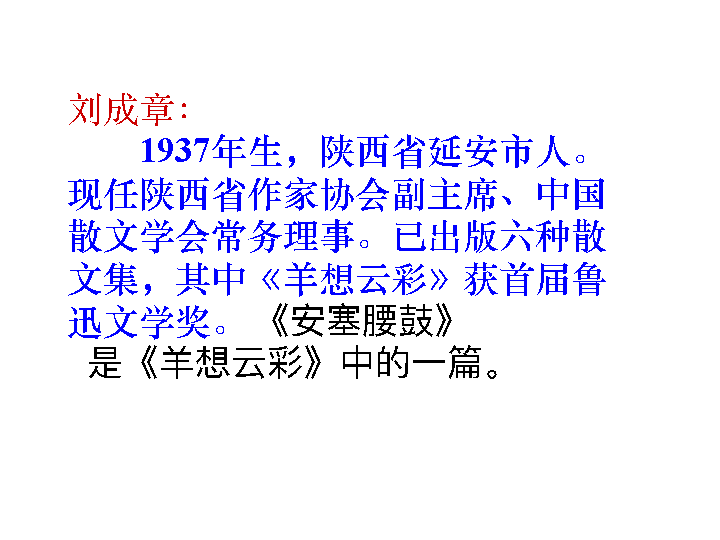 刘成章：
1937年生，陕西省延安市人。
现任陕西省作家协会副主席、中国
散文学会常务理事。已出版六种散
文集，其中《羊想云彩》获首届鲁
迅文学奖。 《安塞腰鼓》
是《羊想云彩》中的一篇。